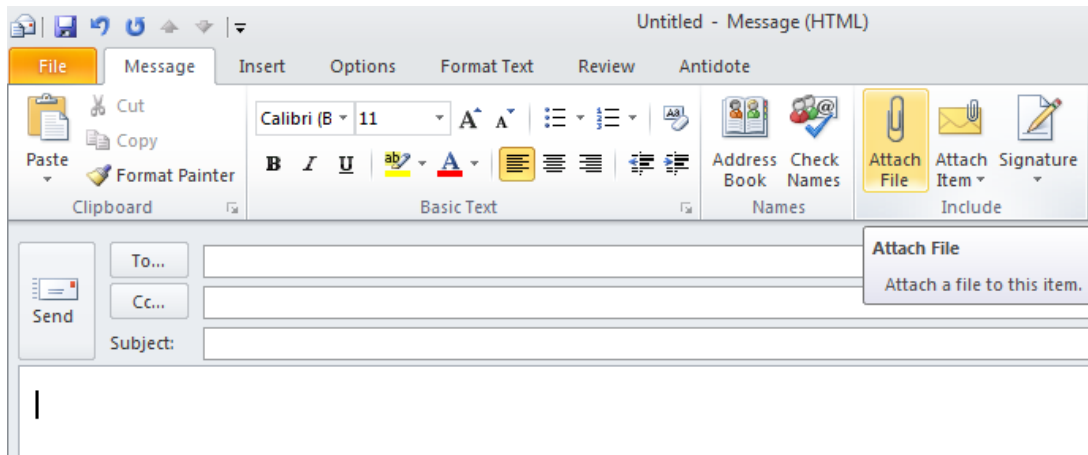 Untitled - Message (HTML)
File Message Insert Options Format Text Review Antidote
Cut
Copy
Format Painter
Paste
Clipboard
Calibri (B 11
Basic Text
Address Book
Check Names
Names
Attach File
Attach Item
Signature
Include
Attach File
Attach a file to this item.
Send
To...
Cc...
Subject: